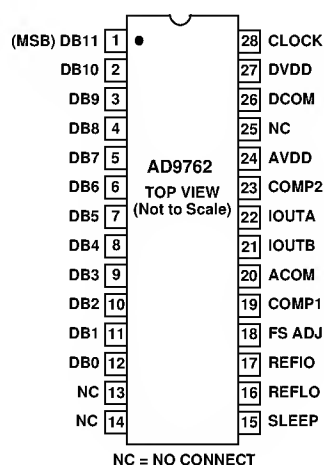 (MSB) DB11 1 28 CLOCK
DB10 2 27 DVDD
DB9 3 26 DCOM
DB8 4 25 NC
DB7 5 24 AVDD
DB6 6 23 COMP2
DB5 7 22 IOUTA
DB4 8 21 IOUTB
DB3 9 20 ACOM
DB2 10 19 COMP1
DB1 11 18 FS ADJ
DB0 12 17 REFIO
NC 13 16 REFLO
NC 14 15 SLEEP
AD9762
TOP VIEW
(Not to Scale)
NC = NO CONNECT